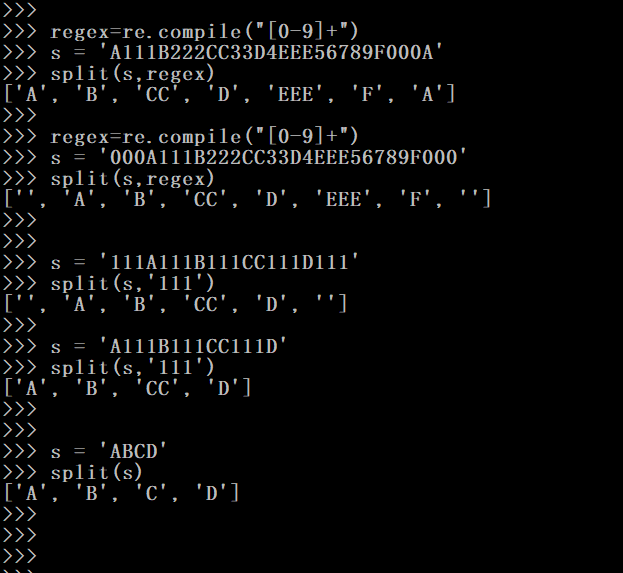 >>>
>>> regex=re.compile("[0-9]+")
>>> s = 'A111B222CC33D4EEE56789F000A'
>>> split(s,regex)
['A', 'B', 'CC', 'D', 'EEE', 'F', 'A']
>>>
>>> regex=re.compile("[0-9]+")
>>> s = '000A111B222CC33D4EEE56789F000'
>>> split(s,regex)
['', 'A', 'B', 'CC', 'D', 'EEE', 'F', '']
>>>
>>>
>>> s = '111A111B111CC111D111'
>>> split(s,'111')
['', 'A', 'B', 'CC', 'D', '']
>>>
>>> s = 'A111B111CC111D'
>>> split(s,'111')
['A', 'B', 'CC', 'D']
>>>
>>>
>>> s = 'ABCD'
>>> split(s)
['A', 'B', 'C', 'D']
>>>
>>>
>>>